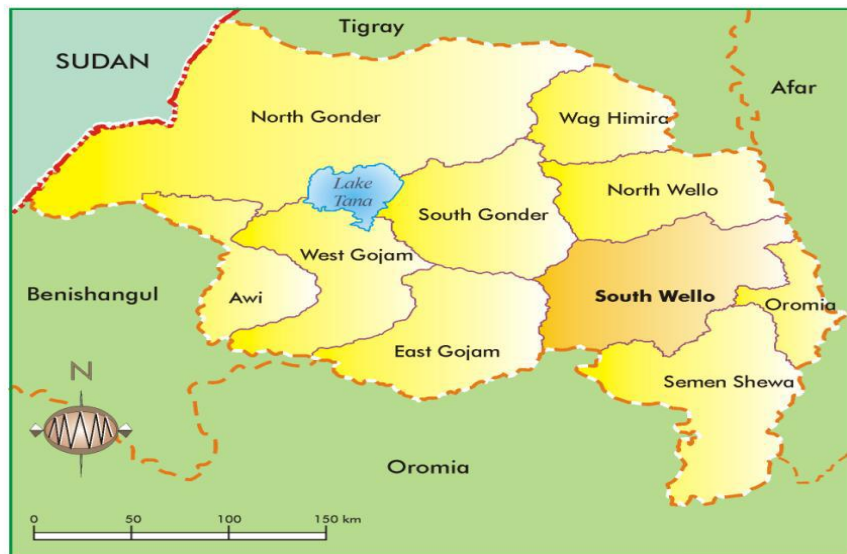 Tigray
SUDAN
Afar
North Gonder
Wag Himira
Lake
Tana
North Wello
South Gonder
West Gojam
Benishangul
Awi
South Wello
Oromia
East Gojam
Semen Shewa
N
Oromia
0 50 100 150 km